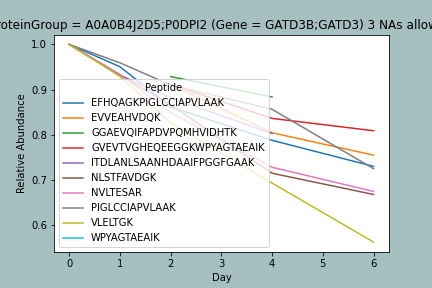 roteinGroup = A0A0B4J2D5;P0DPI2 (Gene = GATD3B;GATD3) 3 NAs allow
1.0
0.9
0.8
0.7
0.6
Relative Abundance
Peptide
EFHQAGKPIGLCCIAPVLAAK
EVVEAHVDQK
GGAEVQIFAPDVPQMHVIDHTK
GVEVTVGHEQEEGGKWPYAGTAEAIK
ITDLANLSAANHDAAIFPGGFGAAK
NLSTFAVDGK
NVLTESAR
PIGLCCIAPVLAAK
VLELTGK
WPYAGTAEAIK
0 1 2 3 4 5 6
Day